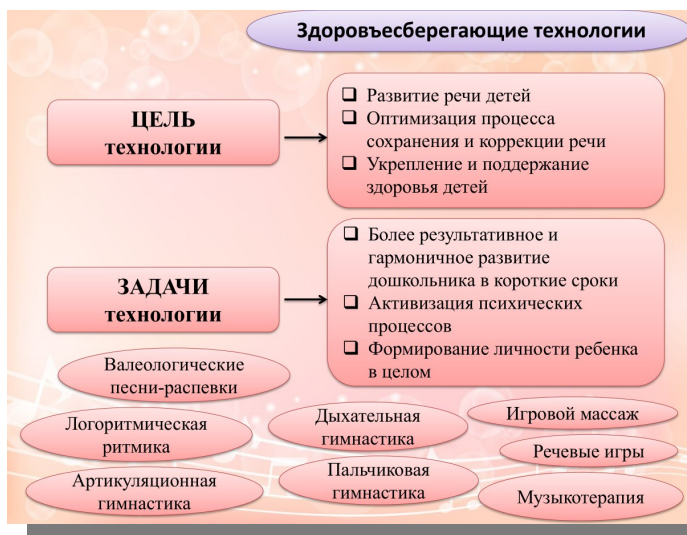 Здоровъесберегающие технологии
ЦЕЛЬ
технологии
❑ Развитие речи детей
❑ Оптимизация процесса
сохранения и коррекции речи
❑ Укрепление и поддержание
здоровья детей
ЗАДАЧИ
технологии
❑ Более результативное и
гармоничное развитие
дошкольника в короткие сроки
❑ Активизация психических
процессов
❑ Формирование личности ребенка
в целом
Валеологические
песни-распевки
Логоритмическая
ритмика
Артикуляционная
гимнастика
Дыхательная
гимнастика
Пальчиковая
гимнастика
Игровой массаж
Речевые игры
Музыкотерапия